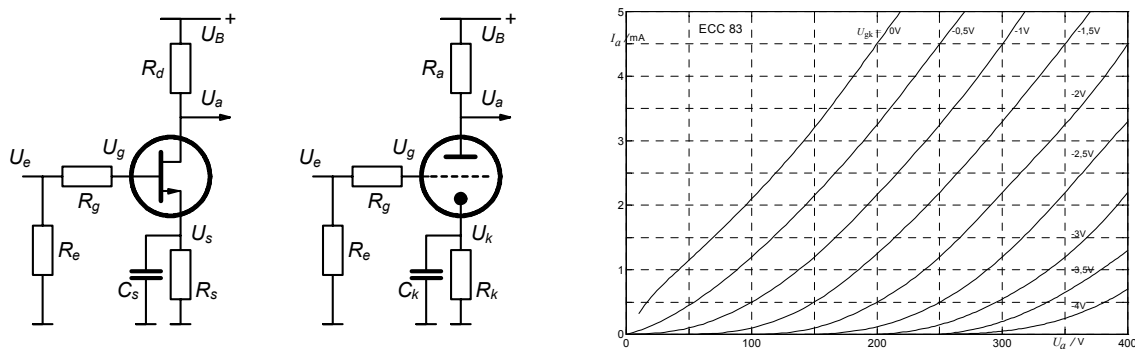 U_B +
R_d
U_a
U_g
U_e
R_g
U_s
R_e
C_s
R_s
U_B +
R_a
U_a
U_g
U_e
R_g
U_k
R_e
C_k
R_k
5
I_a /mA
ECC 83
U_gk = 0V
-0,5V
-1V
-1,5V
4
-2V
3
-2,5V
2
-3V
1
-3,5V
-4V
0
0 100 200 300 400
U_a / V